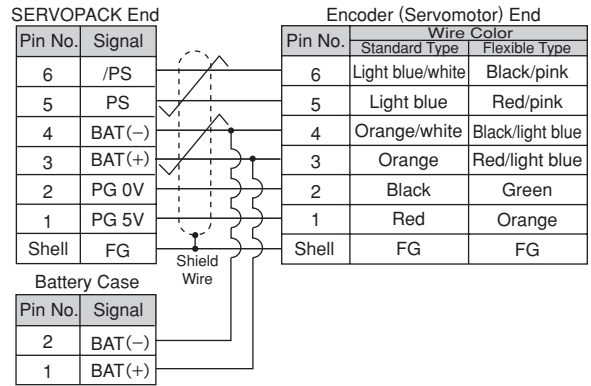 SERVOPACK End
Encoder (Servomotor) End
Pin No. Signal
Pin No. Wire Color
Standard Type Flexible Type
6 /PS 6 Light blue/white Black/pink
5 PS 5 Light blue Red/pink
4 BAT(−) 4 Orange/white Black/light blue
3 BAT(+) 3 Orange Red/light blue
2 PG 0V 2 Black Green
1 PG 5V 1 Red Orange
Shell FG Shell FG FG
Shield
Wire
Battery Case
Pin No. Signal
2 BAT(−)
1 BAT(+)